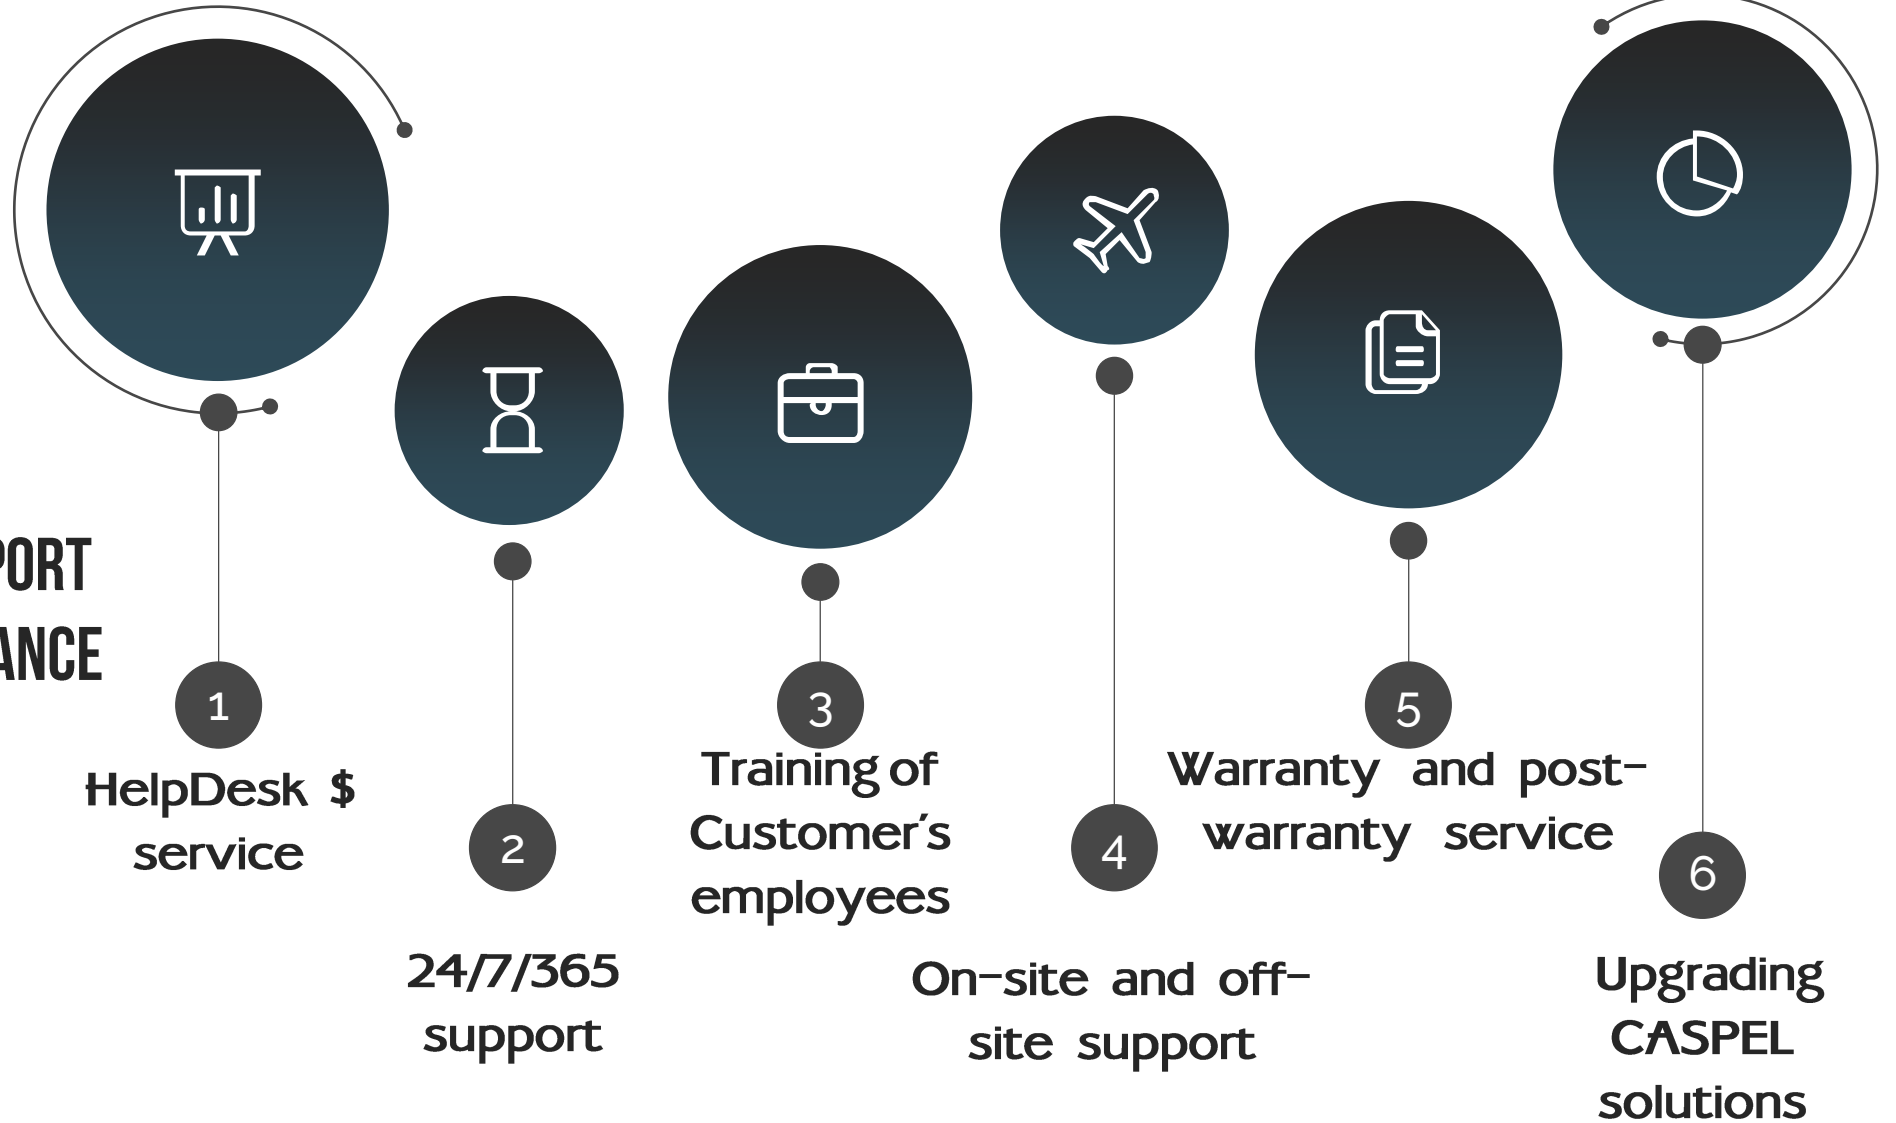 PORT
ANCE
1
HelpDesk $
service
2
24/7/365
support
3
Training of
Customer's
employees
4
On-site and off-
site support
5
Warranty and post-
warranty service
6
Upgrading
CASPEL
solutions